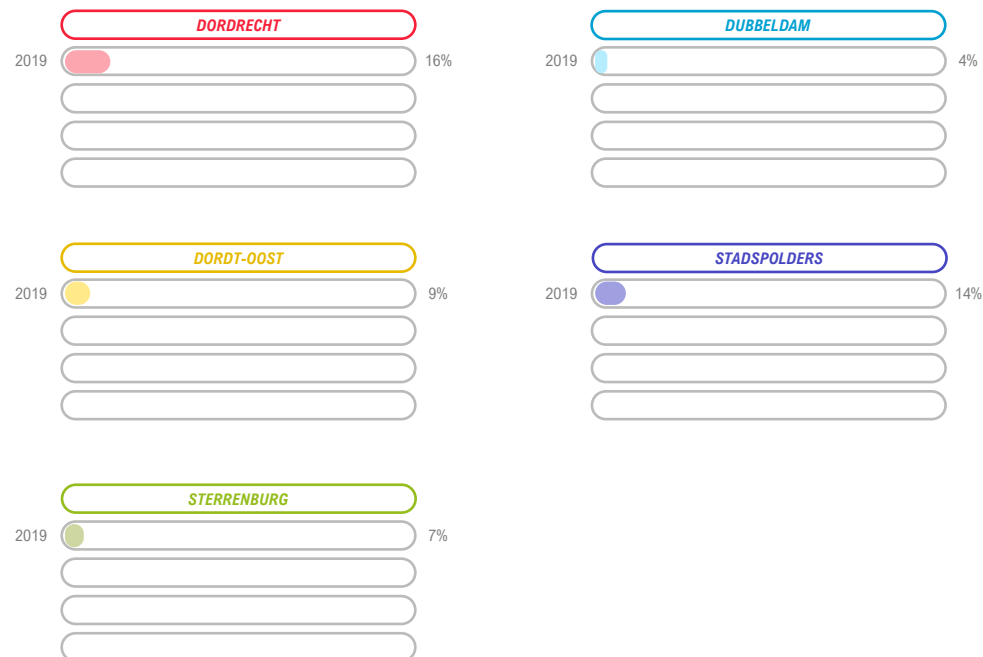 DORDRECHT
2019 16%
DUBBELDAM
2019 4%
DORDT-OOST
2019 9%
STADSPOLDERS
2019 14%
STERRENBURG
2019 7%